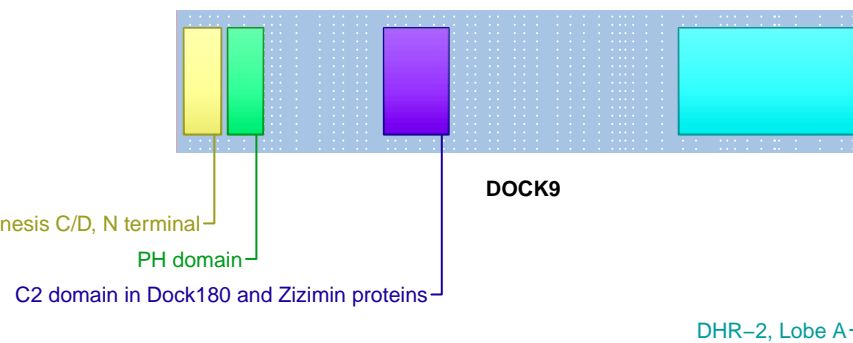 DOCK9
nesis C/D, N terminal
PH domain
C2 domain in Dock180 and Zizimin proteins
DHR−2, Lobe A